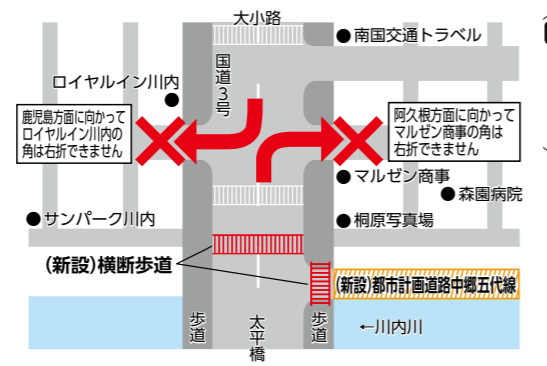 大小路
●南国交通トラベル
国道3号
ロイヤルイン川内
●
鹿児島方面に向かって
ロイヤルイン川内の
角は右折できません
阿久根方面に向かって
マルゼン商事の角は
右折できません
●マルゼン商事
●森園病院
●サンパーク川内
●桐原写真場
(新設)横断歩道
(新設)都市計画道路中郷五代線
歩道
太平橋
歩道
←川内川